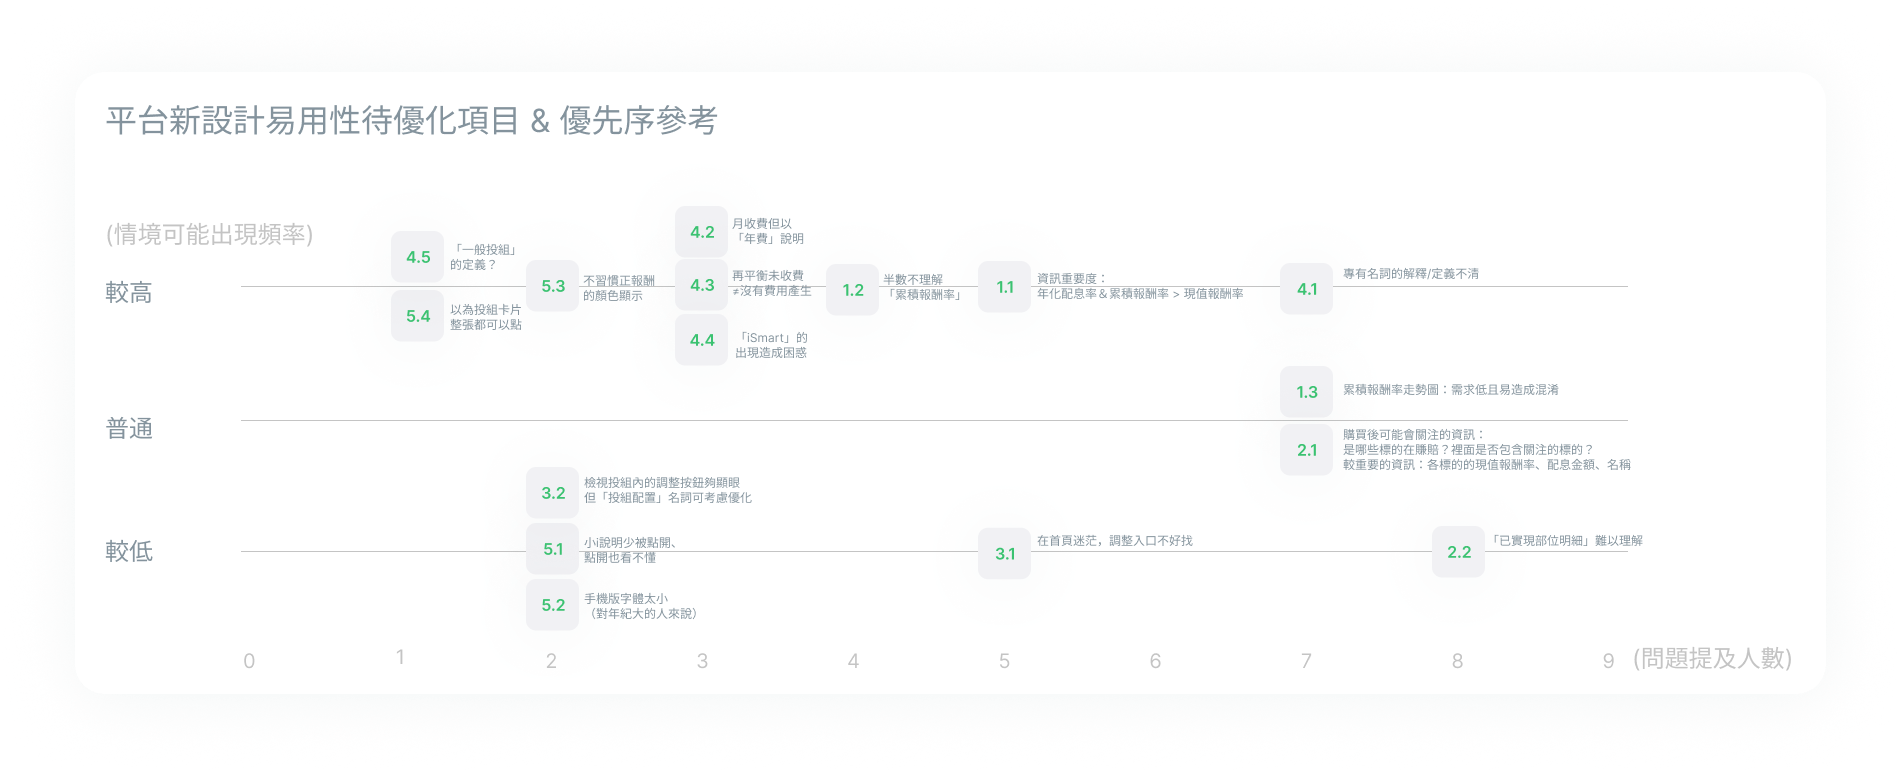 平台新設計易用性待優化項目 & 優先序參考
(情境可能出現頻率)
較高
4.5
「一般投組」
的定義？
5.4
以為投組卡片
整張都可以點
5.3
不習慣正報酬
的顏色顯示
4.2
月收費但以
「年費」說明
4.3
再平衡未收費
≠沒有費用產生
4.4
「iSmart」的
出現造成困惑
1.2
半數不理解
「累積報酬率」
1.1
資訊重要度：
年化配息率＆累積報酬率 > 現值報酬率
4.1
專有名詞的解釋/定義不清
普通
1.3
累積報酬率走勢圖：需求低且易造成混淆
2.1
購買後可能會關注的資訊：
是哪些標的在賺賠？裡面是否包含關注的標的？
較重要的資訊：各標的的現值報酬率、配息金額、名稱
較低
3.2
檢視投組內的調整按鈕夠顯眼
但「投組配置」名詞可考慮優化
5.1
小i說明少被點開、
點開也看不懂
5.2
手機版字體太小
（對年紀大的人來說）
3.1
在首頁迷茫，調整入口不好找
2.2
「已實現部位明細」難以理解
0
1
2
3
4
5
6
7
8
9
(問題提及人數)